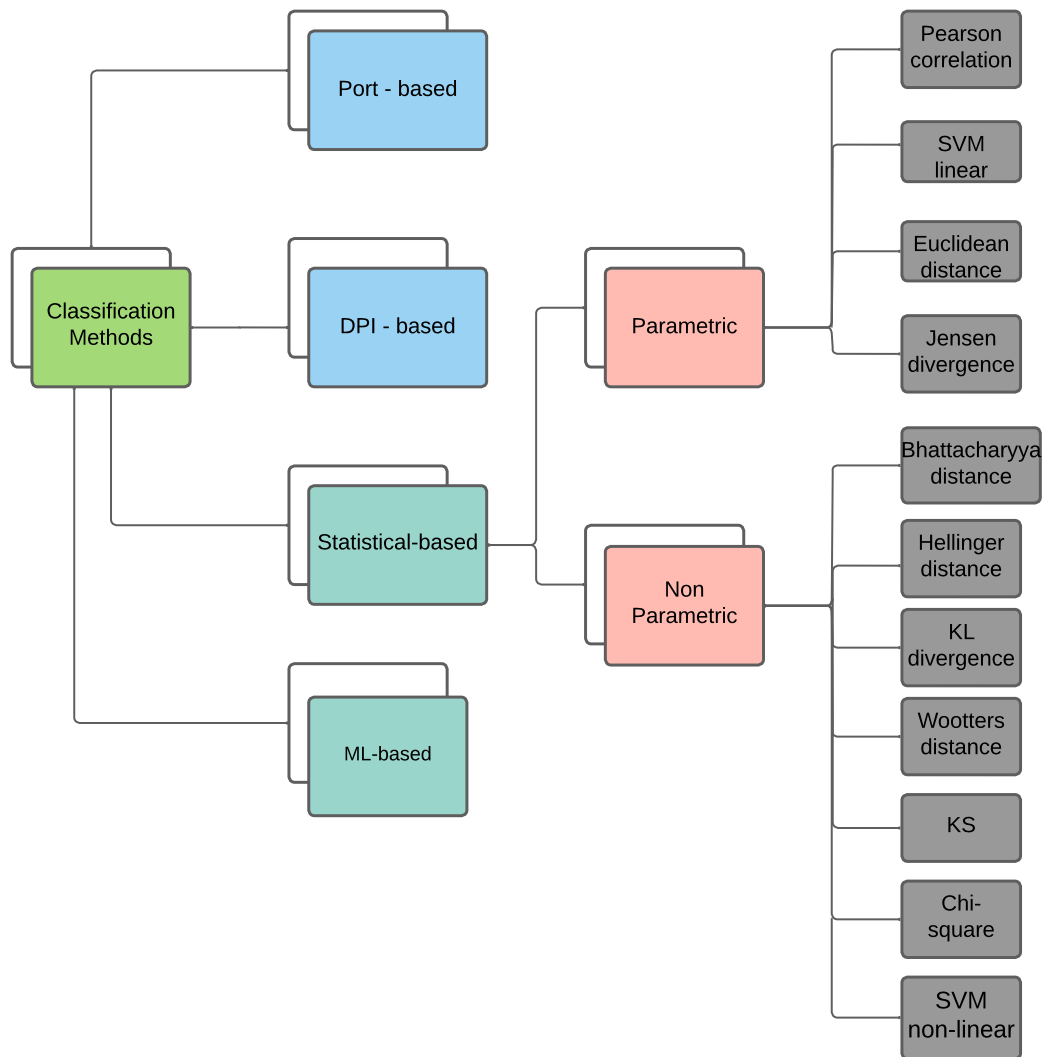 Classification
Methods
Port - based
DPI - based
Statistical-based
ML-based
Parametric
Non
Parametric
Pearson
correlation
SVM
linear
Euclidean
distance
Jensen
divergence
Bhattacharyya
distance
Hellinger
distance
KL
divergence
Wootters
distance
KS
Chi-
square
SVM
non-linear